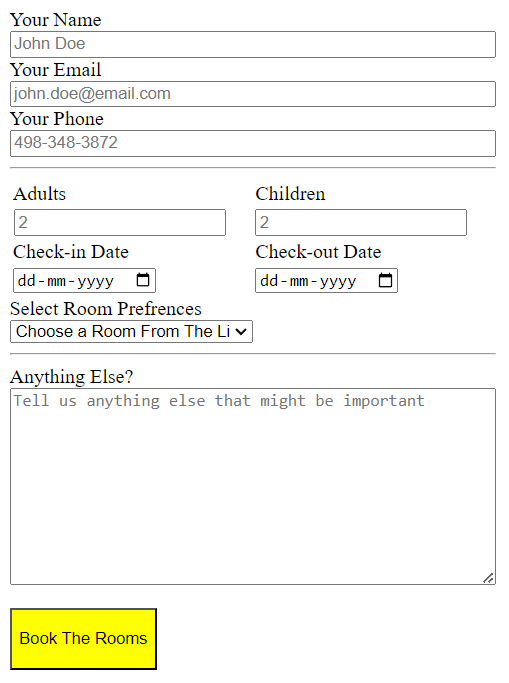 Your Name
John Doe
Your Email
john.doe@email.com
Your Phone
498-348-3872
Adults Children
2 2
Check-in Date Check-out Date
dd-mm-yyyy dd-mm-yyyy
Select Room Prefrences
Choose a Room From The Li
Anything Else?
Tell us anything else that might be important
Book The Rooms